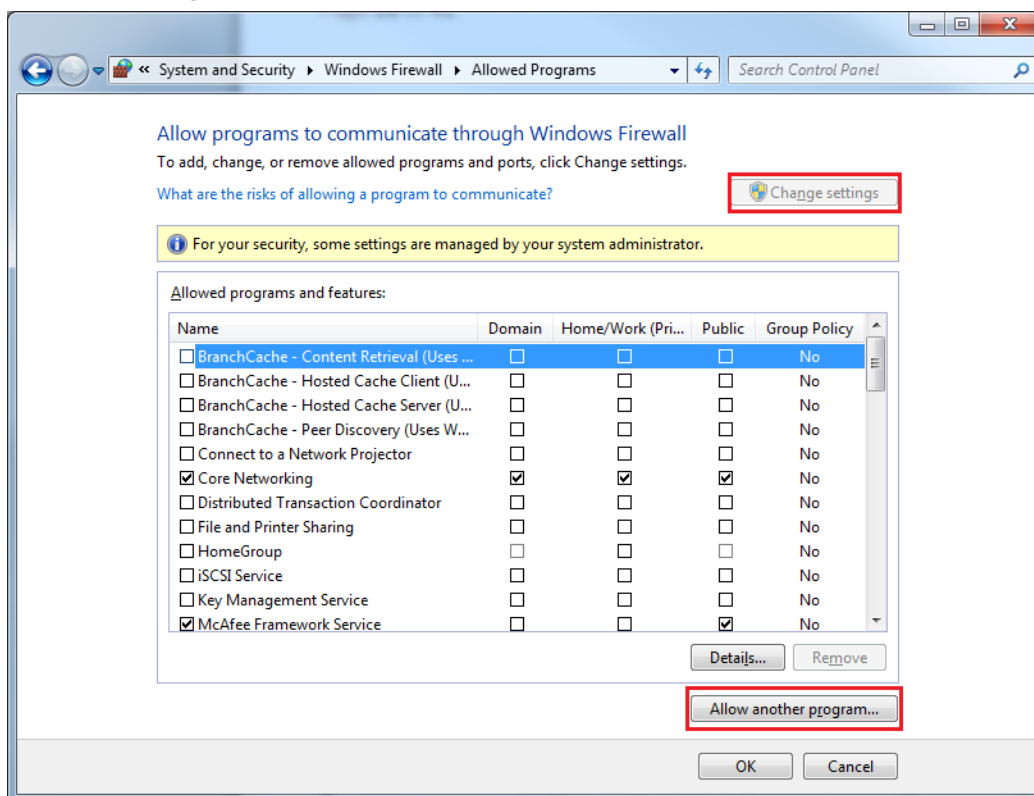 « System and Security ▸ Windows Firewall ▸ Allowed Programs
Search Control Panel
Allow programs to communicate through Windows Firewall
To add, change, or remove allowed programs and ports, click Change settings.
What are the risks of allowing a program to communicate?
Change settings
For your security, some settings are managed by your system administrator.
Allowed programs and features:
Name Domain Home/Work (Pri... Public Group Policy
BranchCache - Content Retrieval (Uses ... No
BranchCache - Hosted Cache Client (U... No
BranchCache - Hosted Cache Server (U... No
BranchCache - Peer Discovery (Uses W... No
Connect to a Network Projector No
Core Networking No
Distributed Transaction Coordinator No
File and Printer Sharing No
HomeGroup No
iSCSI Service No
Key Management Service No
McAfee Framework Service No
Details... Remove
Allow another program...
OK Cancel